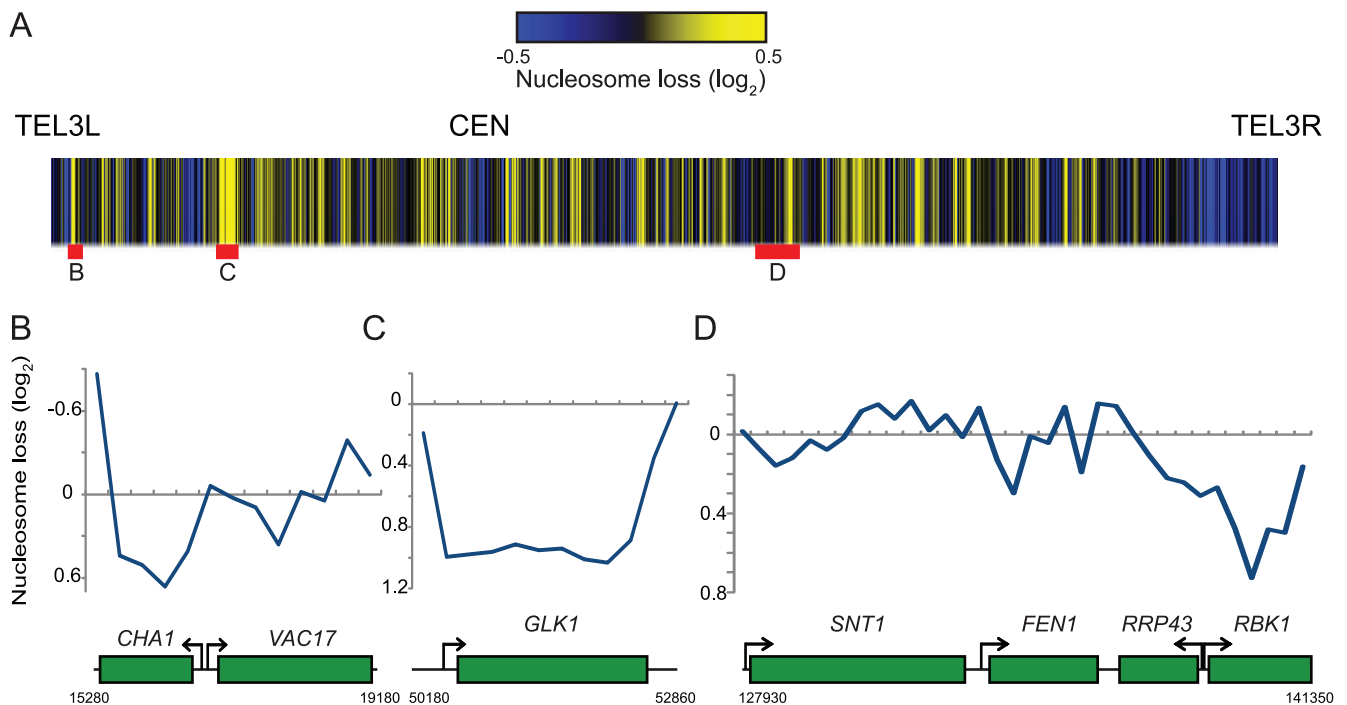 A
-0.5 0.5
Nucleosome loss (log2)
TEL3L CEN TEL3R
B C D
B C D
Nucleosome loss (log2)
-0.6
0
0.6
0
0.4
0.8
1.2
0
0.4
0.8
CHA1 VAC17 GLK1 SNT1 FEN1 RRP43 RBK1
15280 19180 50180 52860 127930 141350